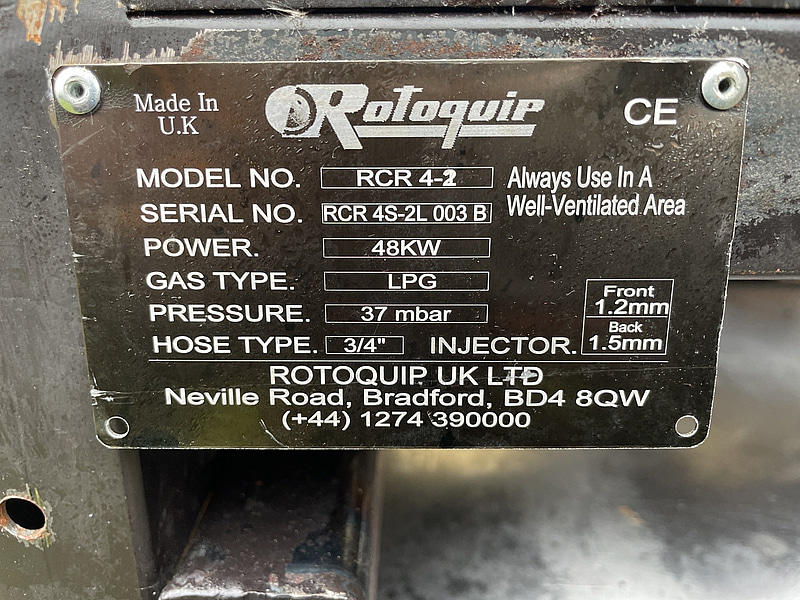 Made In
U.K
Rotoquip
CE
MODEL NO. RCR 4-2
Always Use In A
Well-Ventilated Area
SERIAL NO. RCR 4S-2L 003 B
POWER. 48KW
GAS TYPE. LPG
PRESSURE. 37 mbar
HOSE TYPE. 3/4"
INJECTOR.
Front
1.2mm
Back
1.5mm
ROTOQUIP UK LTD
Neville Road, Bradford, BD4 8QW
(+44) 1274 390000